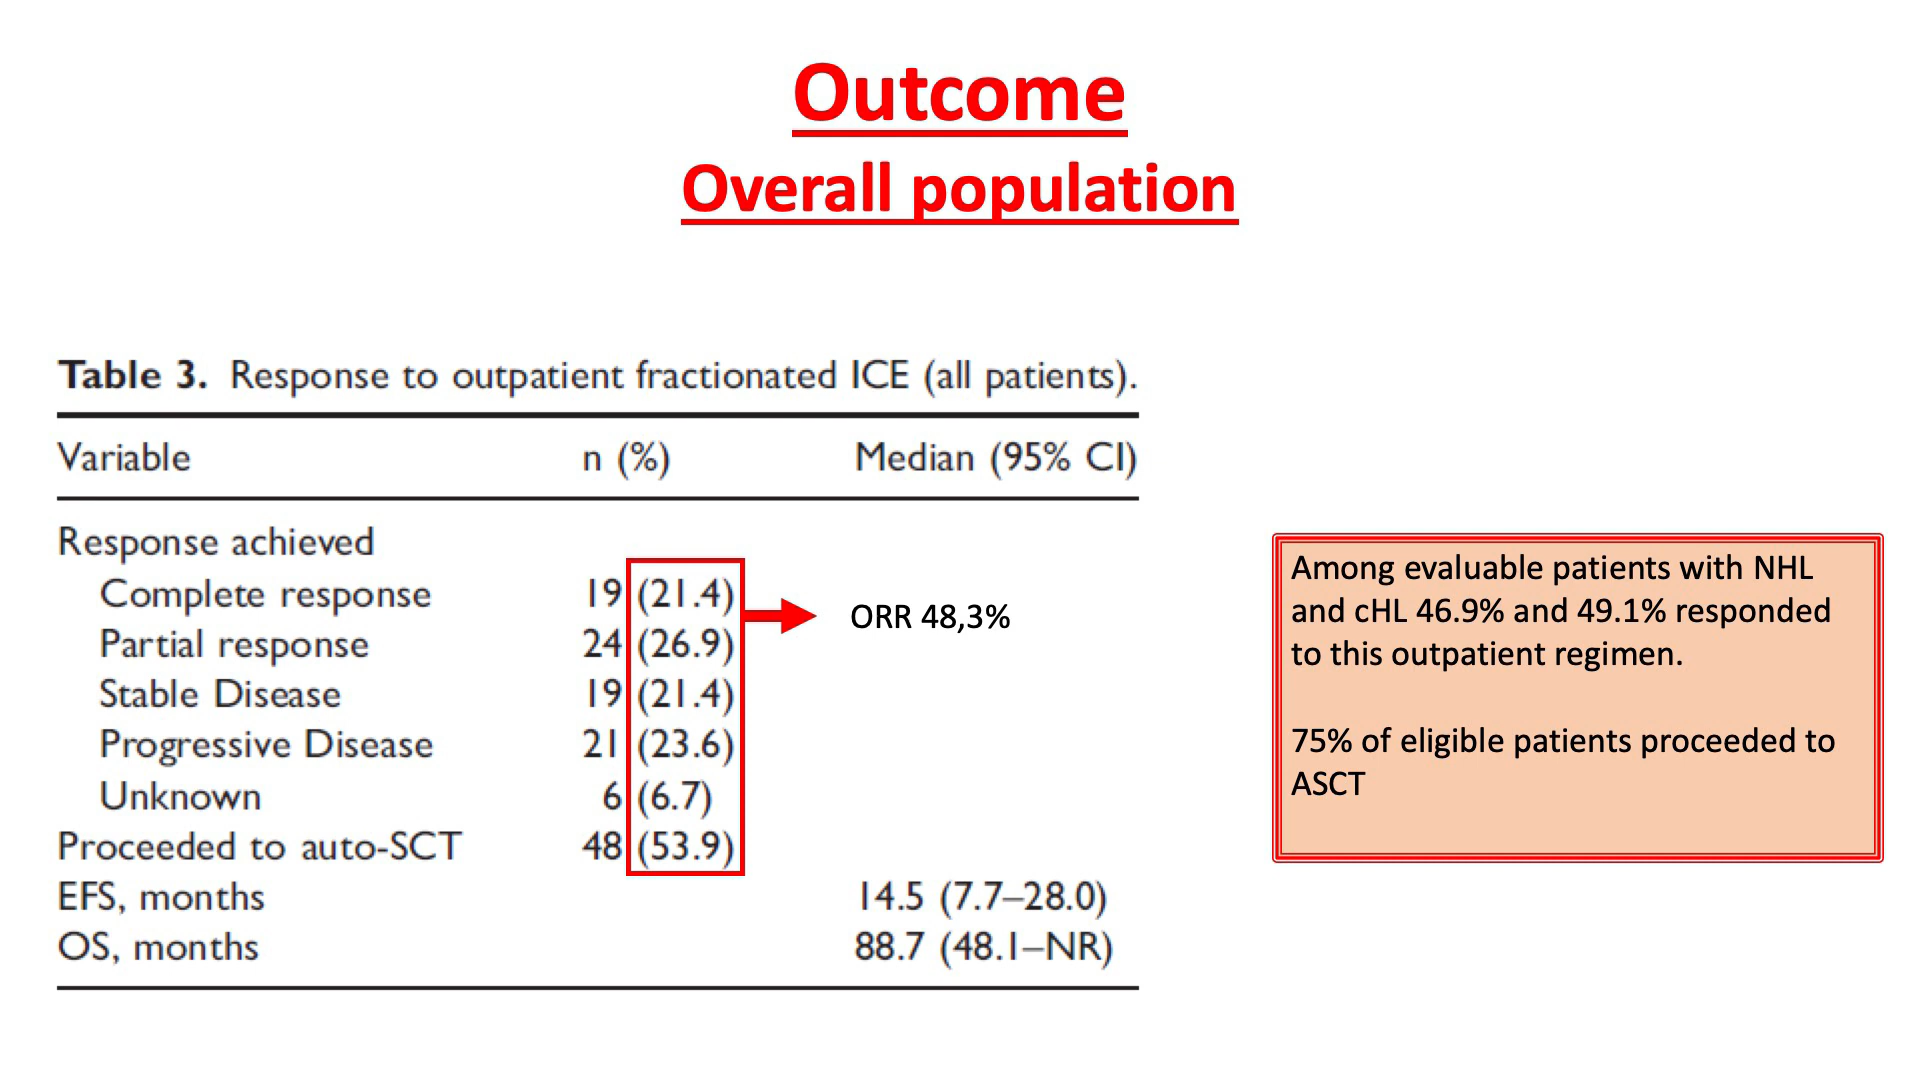 Outcome
Overall population
Table 3. Response to outpatient fractionated ICE (all patients).
Variable n (%) Median (95% CI)
Response achieved
Complete response 19 (21.4)
ORR 48,3%
Partial response 24 (26.9)
Stable Disease 19 (21.4)
Progressive Disease 21 (23.6)
Unknown 6 (6.7)
Proceeded to auto-SCT 48 (53.9)
EFS, months 14.5 (7.7–28.0)
OS, months 88.7 (48.1–NR)
Among evaluable patients with NHL
and cHL 46.9% and 49.1% responded
to this outpatient regimen.
75% of eligible patients proceeded to
ASCT